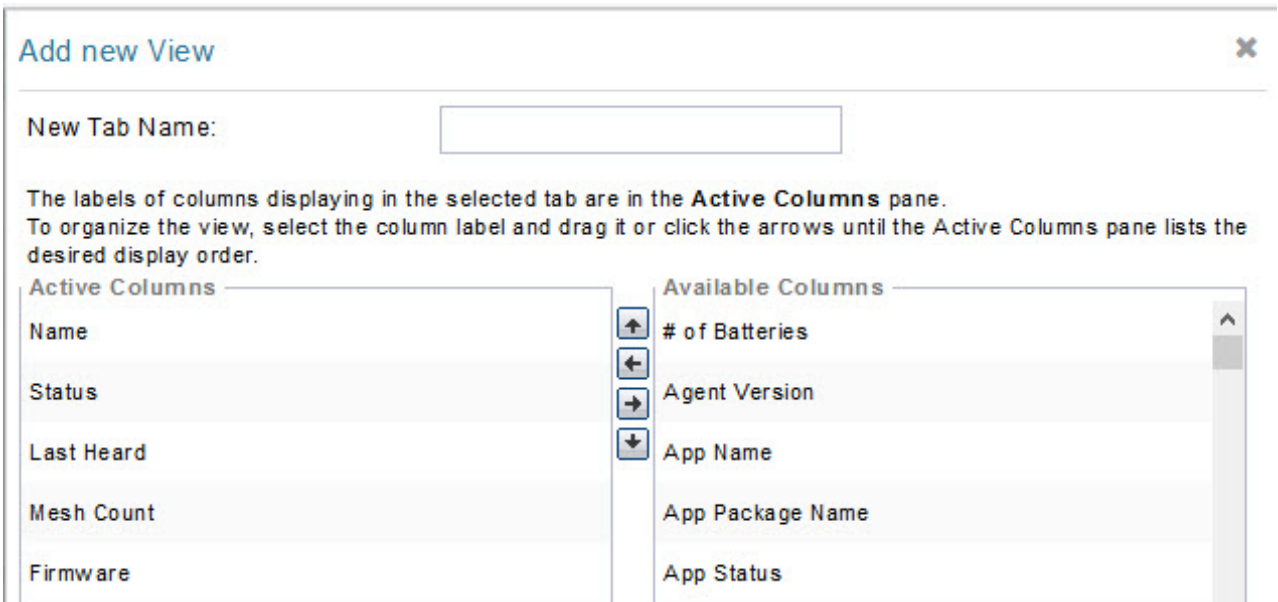 Add new View
New Tab Name:
The labels of columns displaying in the selected tab are in the Active Columns pane.
To organize the view, select the column label and drag it or click the arrows until the Active Columns pane lists the
desired display order.
Active Columns
Name
Status
Last Heard
Mesh Count
Firmware
Available Columns
# of Batteries
Agent Version
App Name
App Package Name
App Status